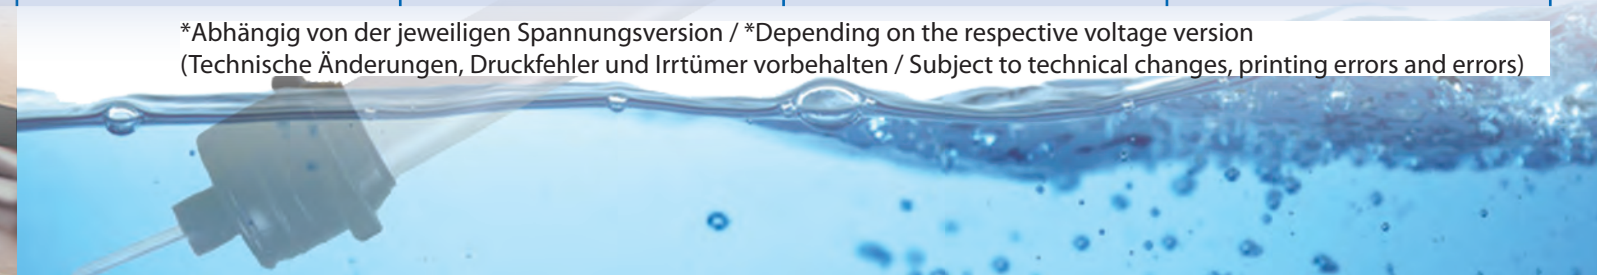 *Abhängig von der jeweiligen Spannungsversion / *Depending on the respective voltage version
(Technische Änderungen, Druckfehler und Irrtümer vorbehalten / Subject to technical changes, printing errors and errors)